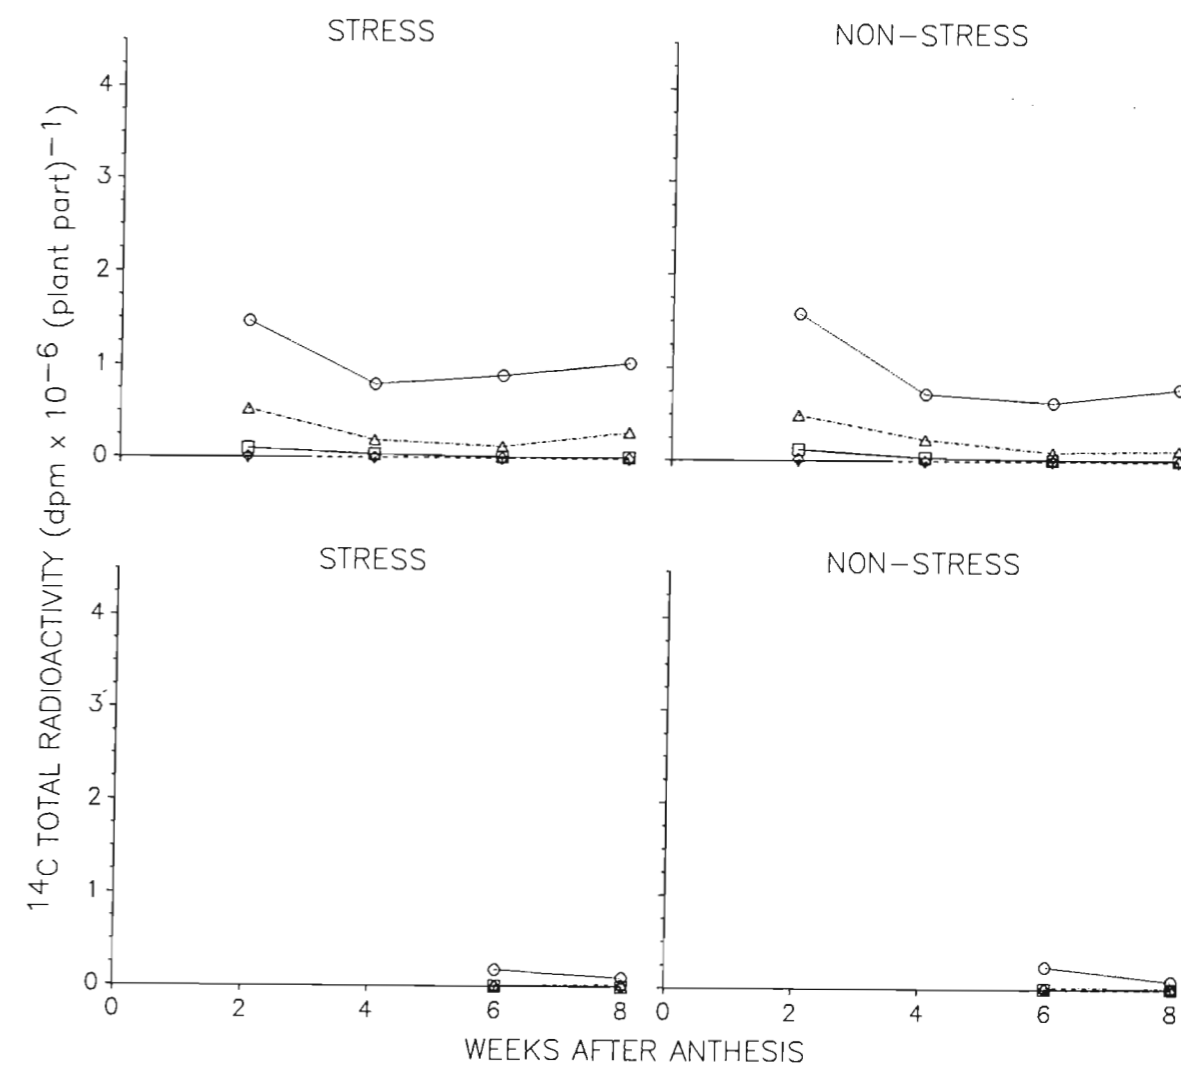 STRESS
NON-STRESS
4
3
2
1
0
14C TOTAL RADIOACTIVITY (dpm x 10-6 (plant part)-1)
STRESS
NON-STRESS
4
3
2
1
0
0 2 4 6 8
0 2 4 6 8
WEEKS AFTER ANTHESIS